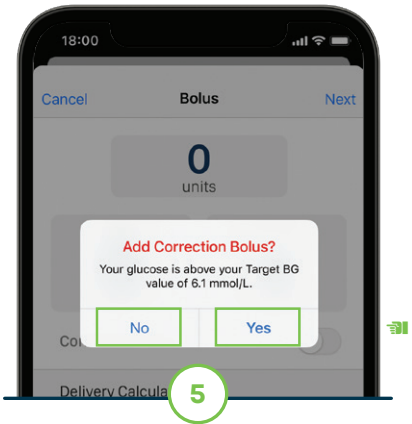 18:00
Cancel Bolus Next
0
units
Add Correction Bolus?
Your glucose is above your Target BG
value of 6.1 mmol/L.
No Yes
Delivery Calcula
5